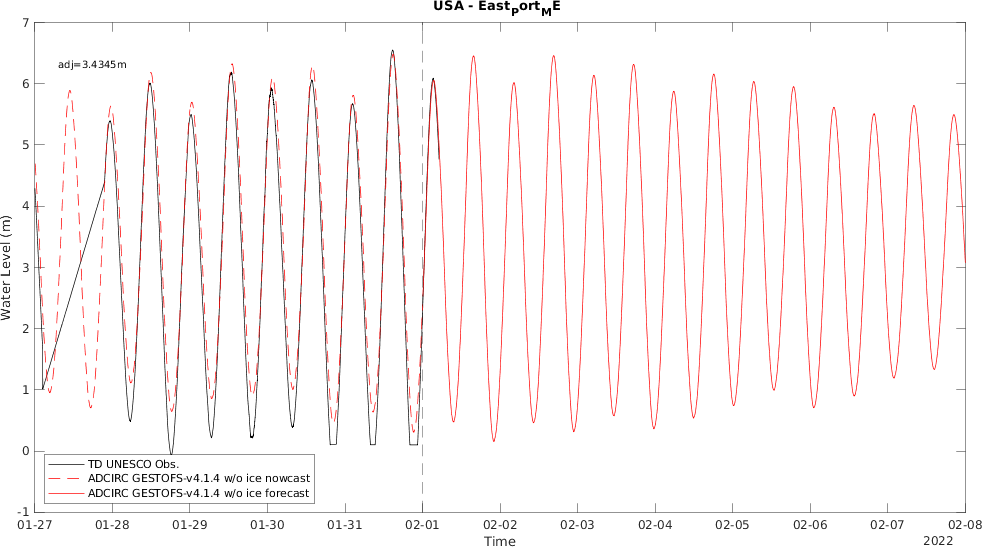 USA - EastPortME
7
adj=3.4345m
6
5
4
3
2
1
0
-1
Water Level (m)
TD UNESCO Obs.
ADCIRC GESTOFS-v4.1.4 w/o ice nowcast
ADCIRC GESTOFS-v4.1.4 w/o ice forecast
01-27 01-28 01-29 01-30 01-31 02-01 02-02 02-03 02-04 02-05 02-06 02-07 02-08
Time
2022